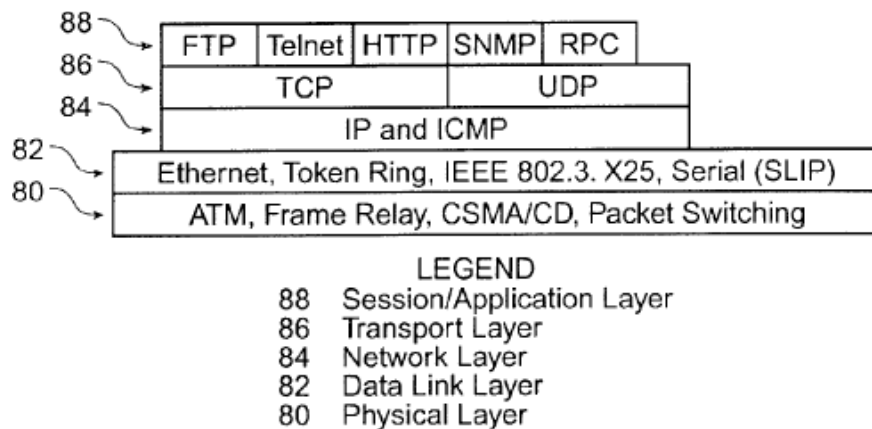 88 FTP Telnet HTTP SNMP RPC
86 TCP UDP
84 IP and ICMP
82 Ethernet, Token Ring, IEEE 802.3. X25, Serial (SLIP)
80 ATM, Frame Relay, CSMA/CD, Packet Switching
LEGEND
88 Session/Application Layer
86 Transport Layer
84 Network Layer
82 Data Link Layer
80 Physical Layer